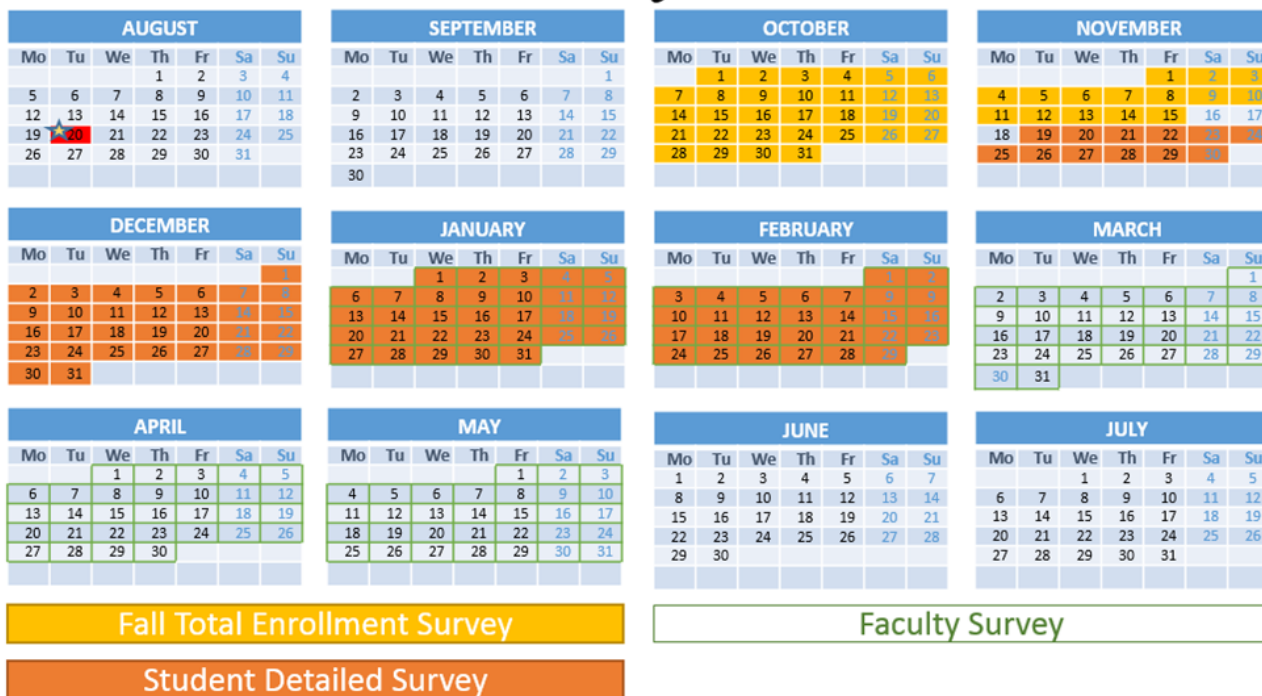 AUGUST
Mo Tu We Th Fr Sa Su
1 2 3 4
5 6 7 8 9 10 11
12 13 14 15 16 17 18
19 20 21 22 23 24 25
26 27 28 29 30 31
SEPTEMBER
Mo Tu We Th Fr Sa Su
1
2 3 4 5 6 7 8
9 10 11 12 13 14 15
16 17 18 19 20 21 22
23 24 25 26 27 28 29
30
OCTOBER
Mo Tu We Th Fr Sa Su
1 2 3 4 5 6
7 8 9 10 11 12 13
14 15 16 17 18 19 20
21 22 23 24 25 26 27
28 29 30 31
NOVEMBER
Mo Tu We Th Fr Sa Su
1 2 3
4 5 6 7 8 9 10
11 12 13 14 15 16 17
18 19 20 21 22 23 24
25 26 27 28 29 30
DECEMBER
Mo Tu We Th Fr Sa Su
1
2 3 4 5 6 7 8
9 10 11 12 13 14 15
16 17 18 19 20 21 22
23 24 25 26 27 28 29
30 31
JANUARY
Mo Tu We Th Fr Sa Su
1 2 3 4 5
6 7 8 9 10 11 12
13 14 15 16 17 18 19
20 21 22 23 24 25 26
27 28 29 30 31
FEBRUARY
Mo Tu We Th Fr Sa Su
1 2
3 4 5 6 7 9
10 11 12 13 14 15 16
17 18 19 20 21 22
24 25 26 27 28 29
MARCH
Mo Tu We Th Fr Sa Su
1
2 3 4 5 6 7 8
9 10 11 12 13 14 15
16 17 18 19 20 21 22
23 24 25 26 27 28 29
30 31
APRIL
Mo Tu We Th Fr Sa Su
1 2 3 4 5
6 7 8 9 10 11 12
13 14 15 16 17 18 19
20 21 22 23 24 25 26
27 28 29 30
MAY
Mo Tu We Th Fr Sa Su
1 2 3
4 5 6 7 8 9 10
11 12 13 14 15 16 17
18 19 20 21 22 23 24
25 26 27 28 29 30 31
JUNE
Mo Tu We Th Fr Sa Su
1 2 3 4 5 6 7
8 9 10 11 12 13 14
15 16 17 18 19 20 21
22 23 24 25 26 27 28
29 30
JULY
Mo Tu We Th Fr Sa Su
1 2 3 4 5
6 7 8 9 10 11 12
13 14 15 16 17 18 19
20 21 22 23 24 25 26
27 28 29 30 31
Fall Total Enrollment Survey
Faculty Survey
Student Detailed Survey